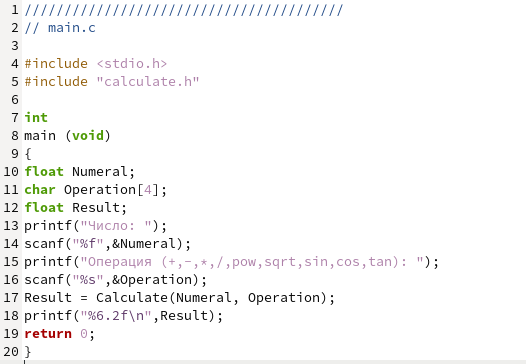 1 ////////////////////////////////////////
2 // main.c
3
4 #include <stdio.h>
5 #include "calculate.h"
6
7 int
8 main (void)
9 {
10 float Numeral;
11 char Operation[4];
12 float Result;
13 printf("Число: ");
14 scanf("%f",&Numeral);
15 printf("Операция (+,-,*,/,pow,sqrt,sin,cos,tan): ");
16 scanf("%s",&Operation);
17 Result = Calculate(Numeral, Operation);
18 printf("%6.2f\n",Result);
19 return 0;
20 }